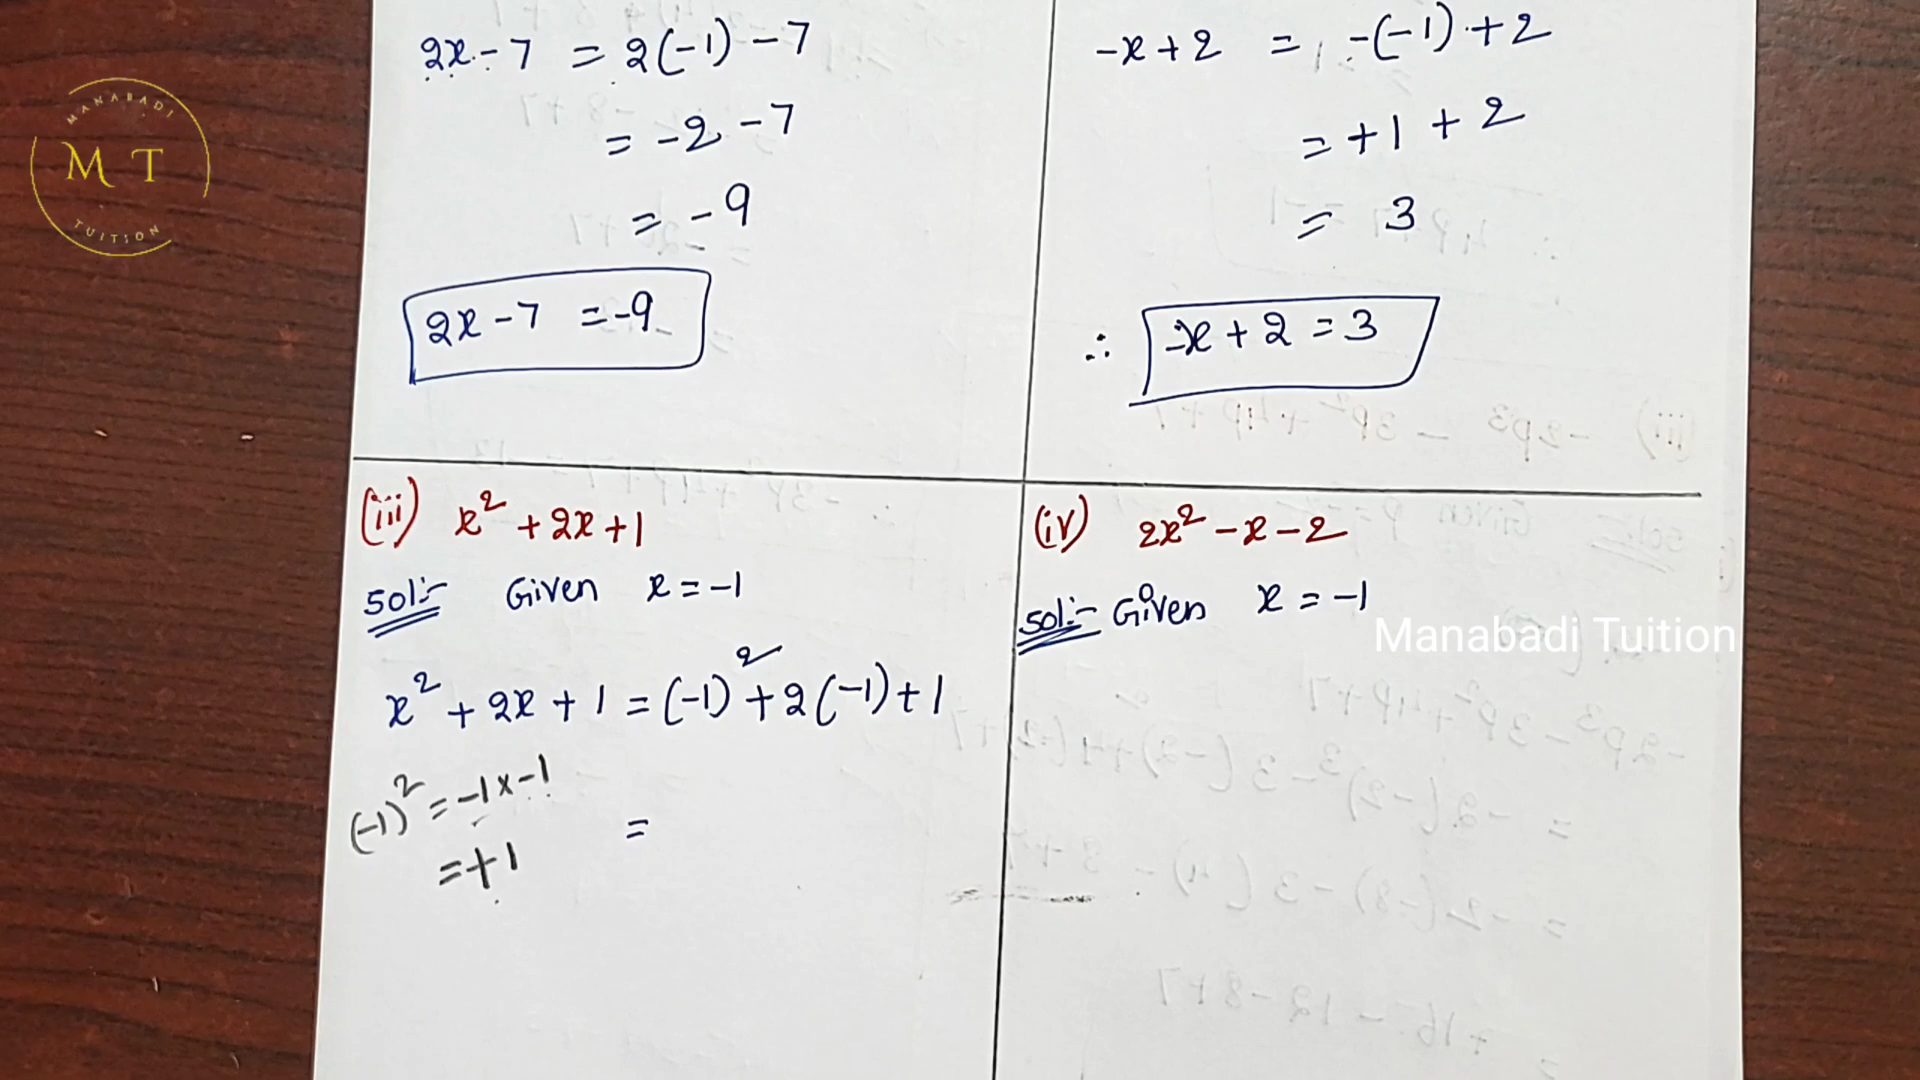 MANABADI
MT
TUITION
2x - 7 = 2(-1) - 7
= -2 - 7
= -9
2x - 7 = -9
-x + 2 = -(-1) + 2
= +1 + 2
= 3
∴ -x + 2 = 3
(iii) x² + 2x + 1
Sol:- Given x = -1
x² + 2x + 1 = (-1)² + 2(-1) + 1
(-1)² = -1 x -1
= +1
=
(iv) 2x² - x - 2
Sol:- Given x = -1
Manabadi Tuition